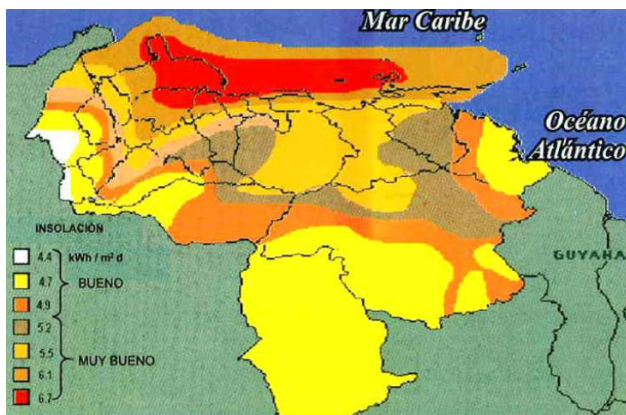 Mar Caribe
Océano
Atlántico
GUYANA
INSOLACIÓN
4.4 kWh / m² d
4.7 BUENO
4.9
5.2
5.5 MUY BUENO
6.1
6.7